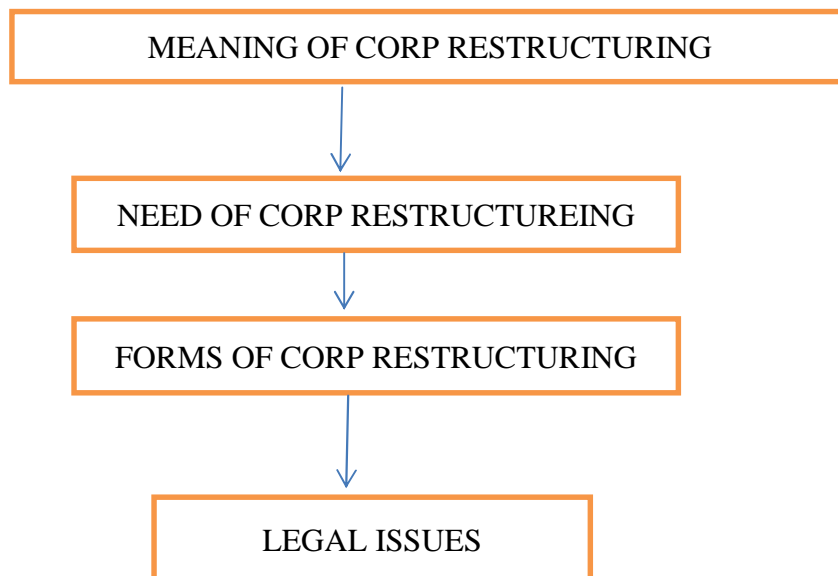 MEANING OF CORP RESTRUCTURING
NEED OF CORP RESTRUCTUREING
FORMS OF CORP RESTRUCTURING
LEGAL ISSUES